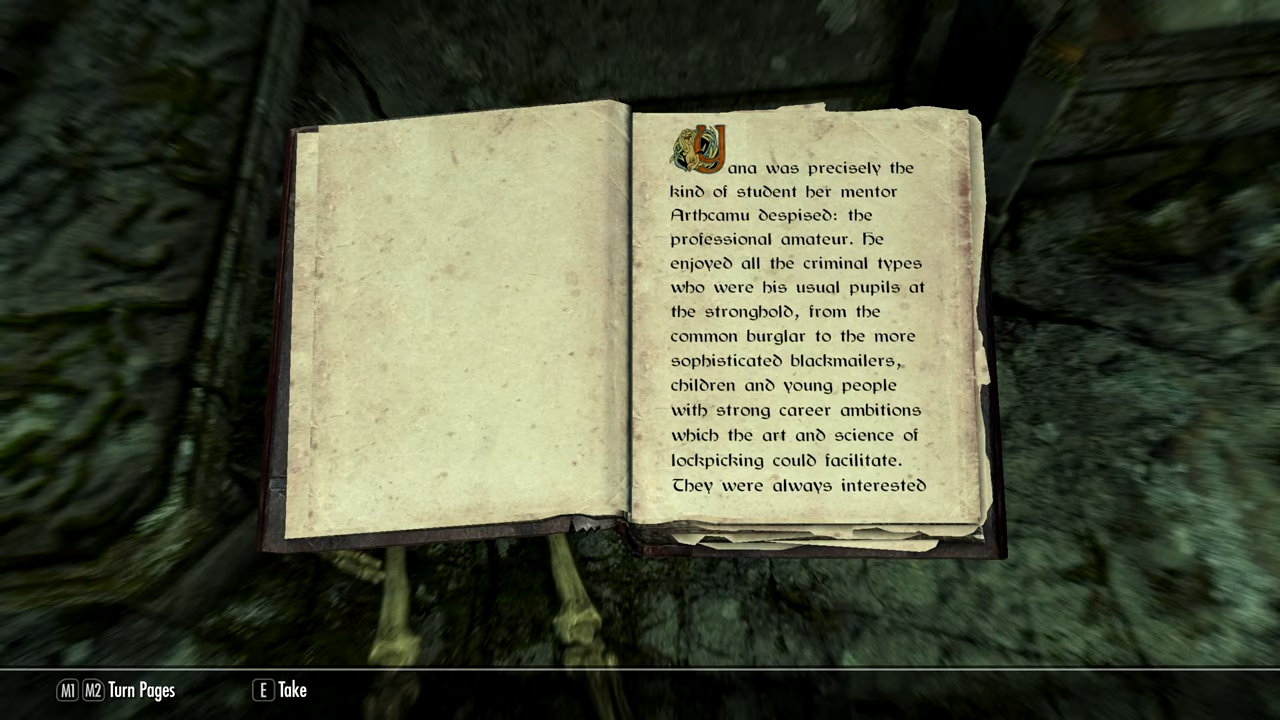 Yana was precisely the
kind of student her mentor
Arthcamu despised: the
professional amateur. He
enjoyed all the criminal types
who were his usual pupils at
the stronghold, from the
common burglar to the more
sophisticated blackmailers,
children and young people
with strong career ambitions
which the art and science of
lockpicking could facilitate.
They were always interested
M1 M2 Turn Pages
E Take